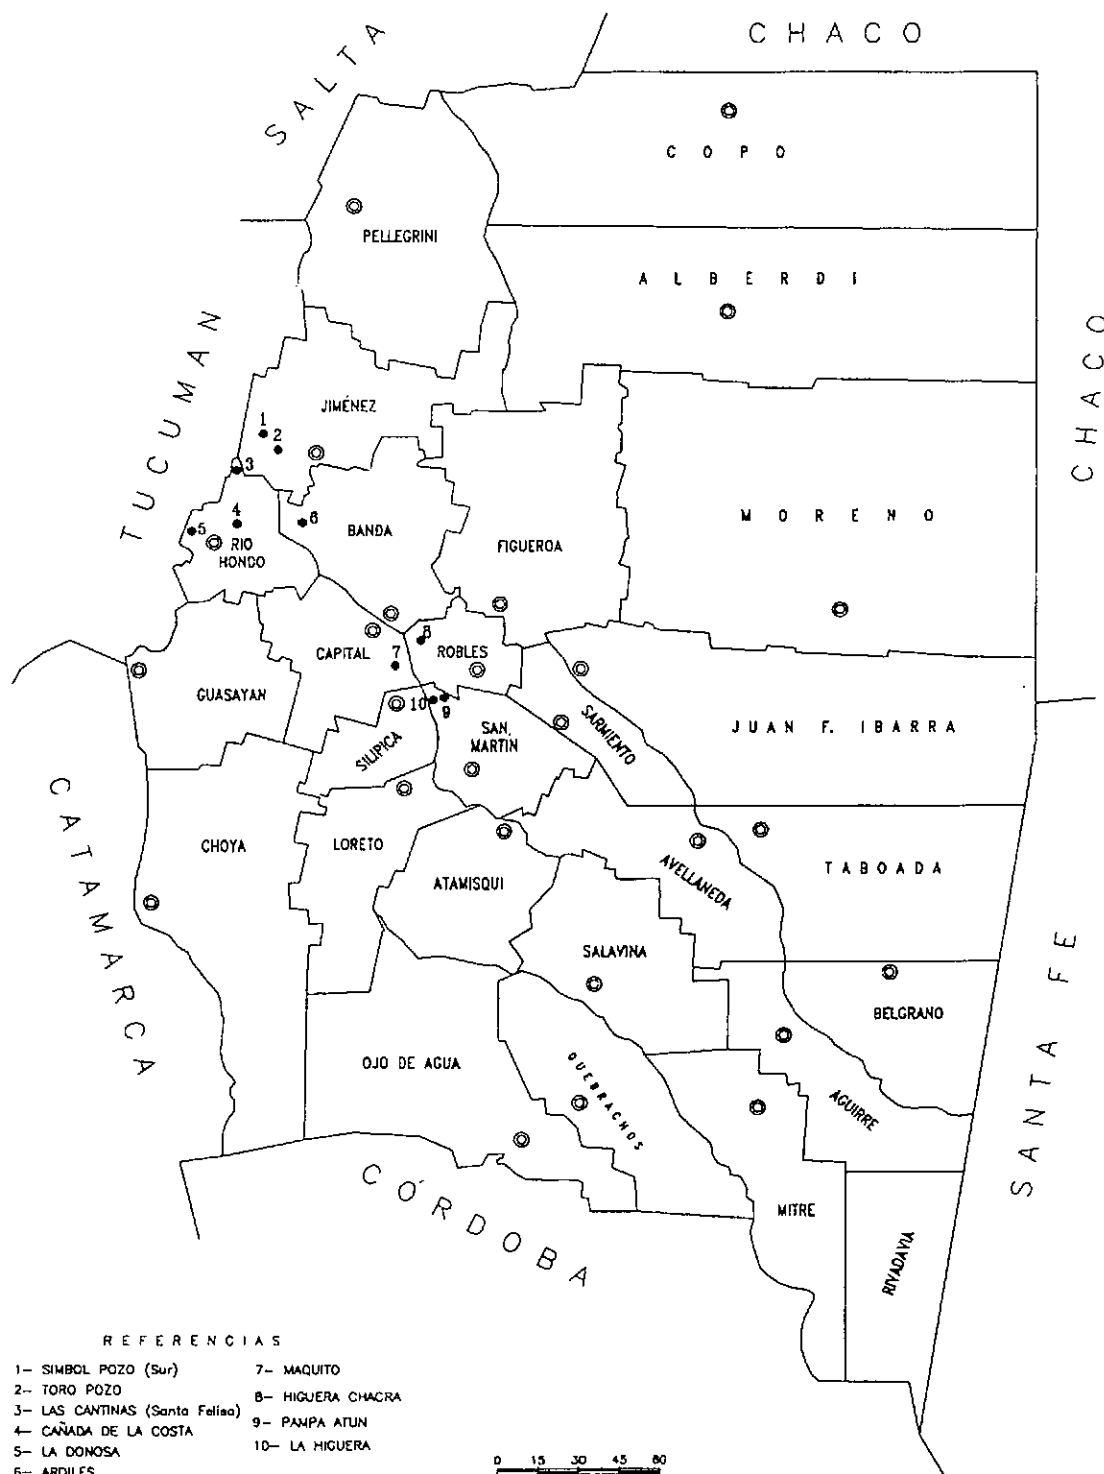 CHACO
SALTA
COPO
PELLEGRINI
ALBERDI
CHACO
TUCUMAN
JIMÉNEZ
1
2
3
4
5
6
RIO
HONDO
BANDA
FIGUEROA
MORENO
CAPITAL
7
8
ROBLES
GUASAYAN
10
9
SAN.
MARTIN
SARMIENTO
JUAN F. IBARRA
SILIPICA
CATAMARCA
CHOYA
LORETO
ATAMISQUI
AVELLANEDA
TABOADA
SALAVINA
BELGRANO
SANTA FE
OJO DE AGUA
QUEBRACHOS
AGUIRRE
MITRE
RIVADAVIA
CÓRDOBA
REFERENCIAS
1- SIMBOL POZO (Sur)
2- TORO POZO
3- LAS CANTINAS (Santa Felisa)
4- CAÑADA DE LA COSTA
5- LA DONOSA
6- ARDILES
7- MAQUITO
8- HIGUERA CHACRA
9- PAMPA ATUN
10- LA HIGUERA
0 15 30 45 60